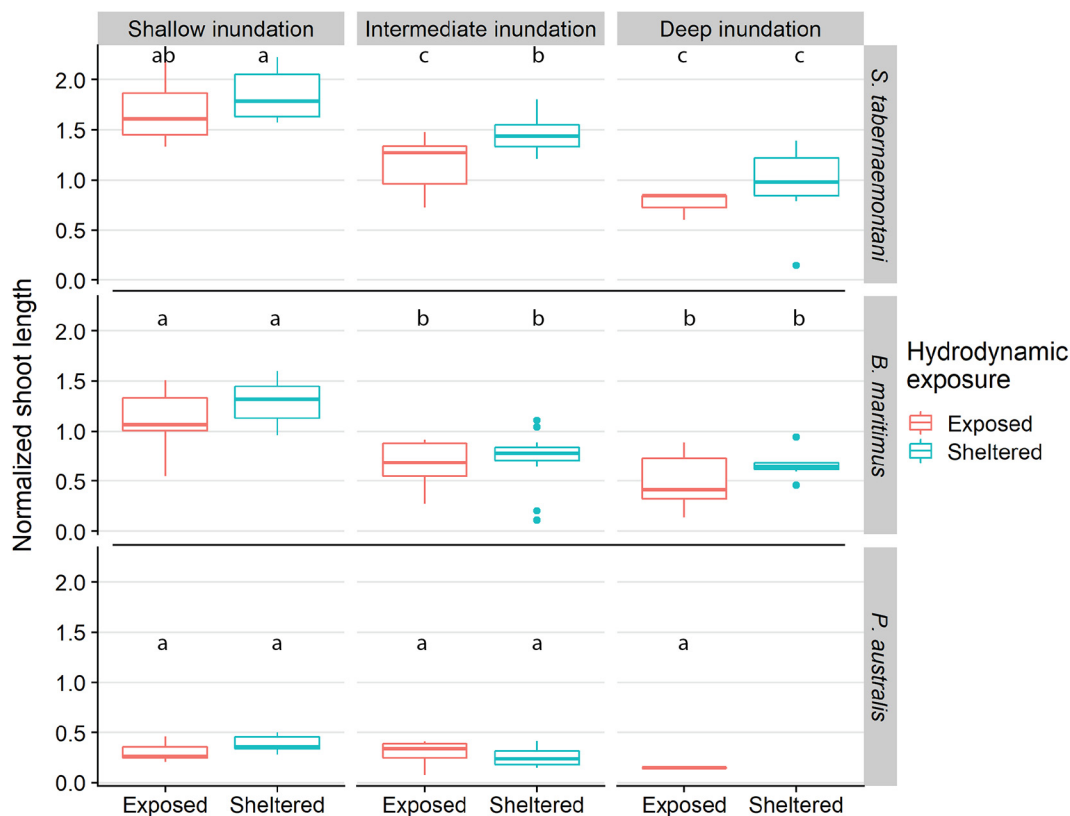 Shallow inundation Intermediate inundation Deep inundation
ab a c b c c
2.0
1.5
1.0
0.5
0.0
S. tabernaemontani
a a b b b b
2.0
1.5
1.0
0.5
0.0
B. maritimus
Normalized shoot length
2.0
1.5
a a a a a
1.0
0.5
0.0
P. australis
Exposed Sheltered Exposed Sheltered Exposed Sheltered
Hydrodynamic
exposure
Exposed
Sheltered